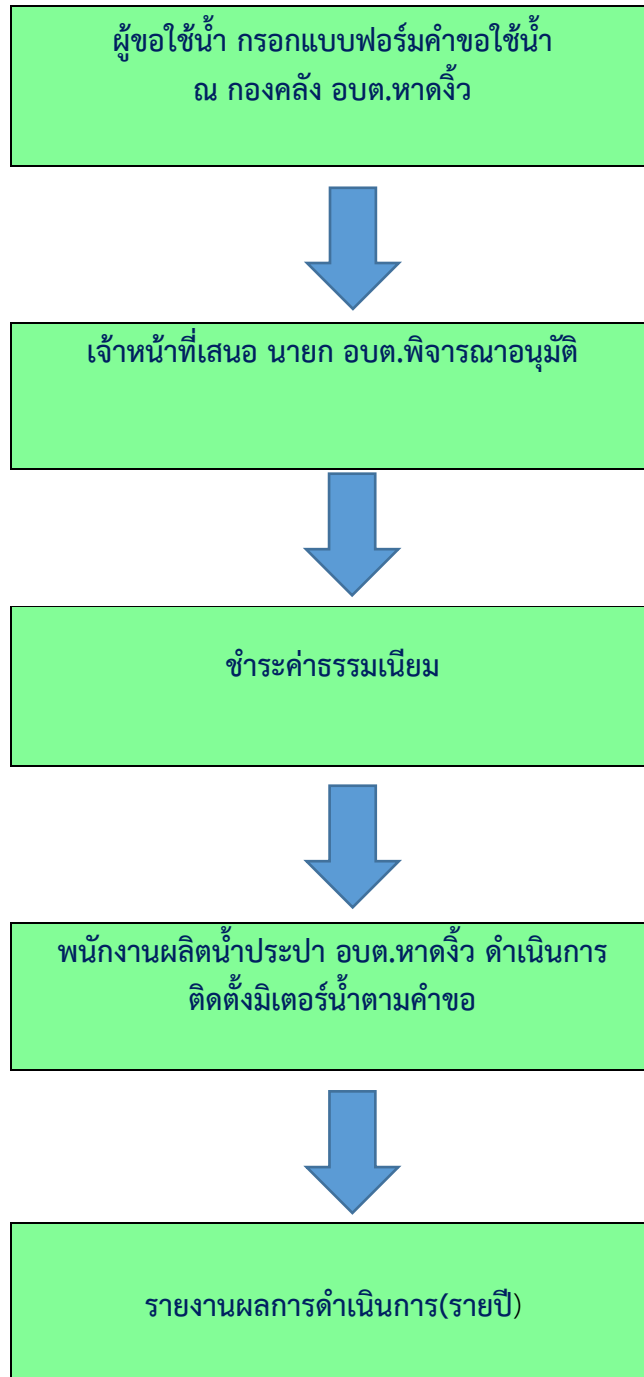 ผู้ขอใช้น้ำ กรอกแบบฟอร์มคำขอใช้น้ำ
ณ กองคลัง อบต.หาดงิ้ว
เจ้าหน้าที่เสนอ นายก อบต.พิจารณาอนุมัติ
ชำระค่าธรรมเนียม
พนักงานผลิตน้ำประปา อบต.หาดงิ้ว ดำเนินการ
ติดตั้งมิเตอร์น้ำตามคำขอ
รายงานผลการดำเนินการ(รายปี)